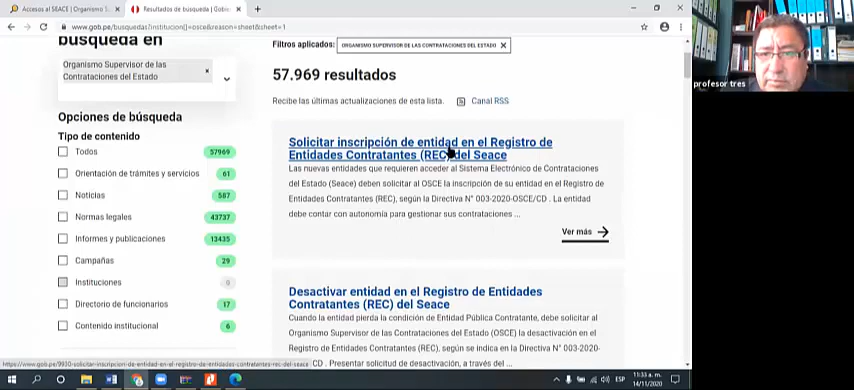 Accesos al SEACE | Organismo S
Resultados de búsqueda | Gobie
www.gob.pe/busquedas?institucion[]=osce&reason=sheet&sheet=1
búsqueda en
Organismo Supervisor de las
Contrataciones del Estado
Opciones de búsqueda
Tipo de contenido
Todos 57969
Orientación de trámites y servicios 61
Noticias 587
Normas legales 43737
Informes y publicaciones 13435
Campañas 29
Instituciones 0
Directorio de funcionarios 17
Contenido institucional 6
Filtros aplicados: ORGANISMO SUPERVISOR DE LAS CONTRATACIONES DEL ESTADO
57.969 resultados
Recibe las últimas actualizaciones de esta lista. Canal RSS
Solicitar inscripción de entidad en el Registro de
Entidades Contratantes (REC) del Seace
Las nuevas entidades que requieren acceder al Sistema Electrónico de Contrataciones
del Estado (Seace) deben solicitar al OSCE la inscripción de su entidad en el Registro de
Entidades Contratantes (REC), según la Directiva N° 003-2020-OSCE/CD . La entidad
debe contar con autonomía para gestionar sus contrataciones ...
Ver más
Desactivar entidad en el Registro de Entidades
Contratantes (REC) del Seace
Cuando la entidad pierda la condición de Entidad Pública Contratante, debe solicitar al
Organismo Supervisor de las Contrataciones del Estado (OSCE) la desactivación en el
Registro de Entidades Contratantes (REC), según se indica en la Directiva N° 003-2020-
CD . Presentar solicitud de desactivación, a través del ...
https://www.gob.pe/9910-solicitar-inscripcion-de-entidad-en-el-registro-de-entidades-contratantes-rec-del-seace
ESP
11:33 a. m.
14/11/2020
profesor tres